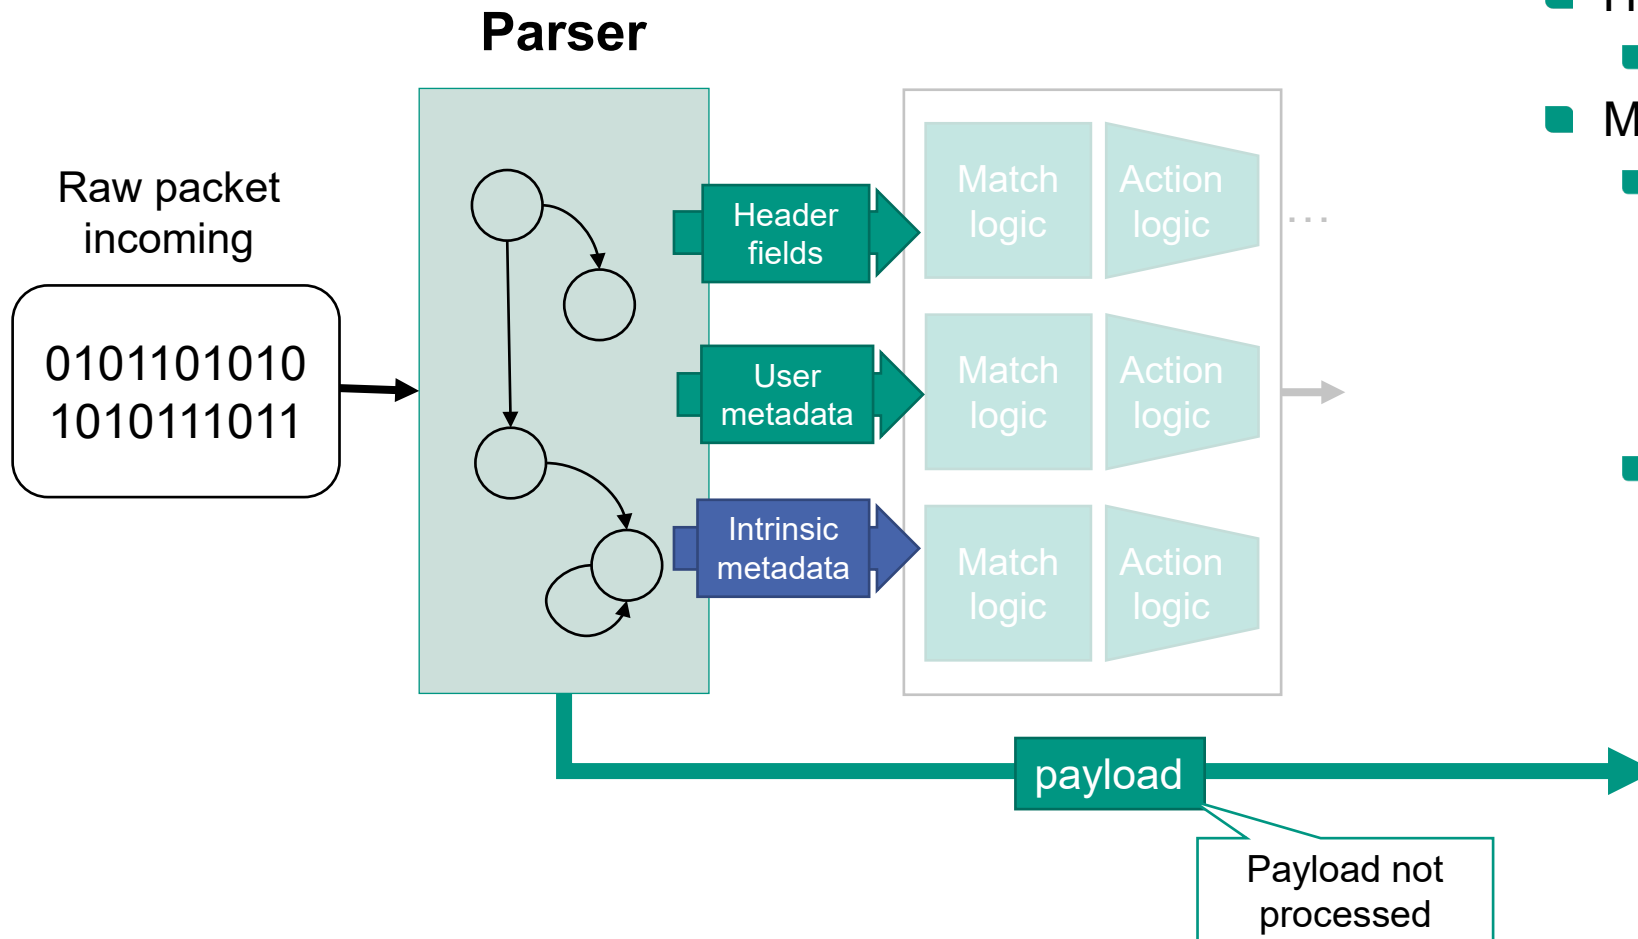 Parser
Raw packet
incoming
0101101010
1010111011
Header
fields
User
metadata
Intrinsic
metadata
Match
logic
Action
logic
...
Match
logic
Action
logic
Match
logic
Action
logic
payload
Payload not
processed
M